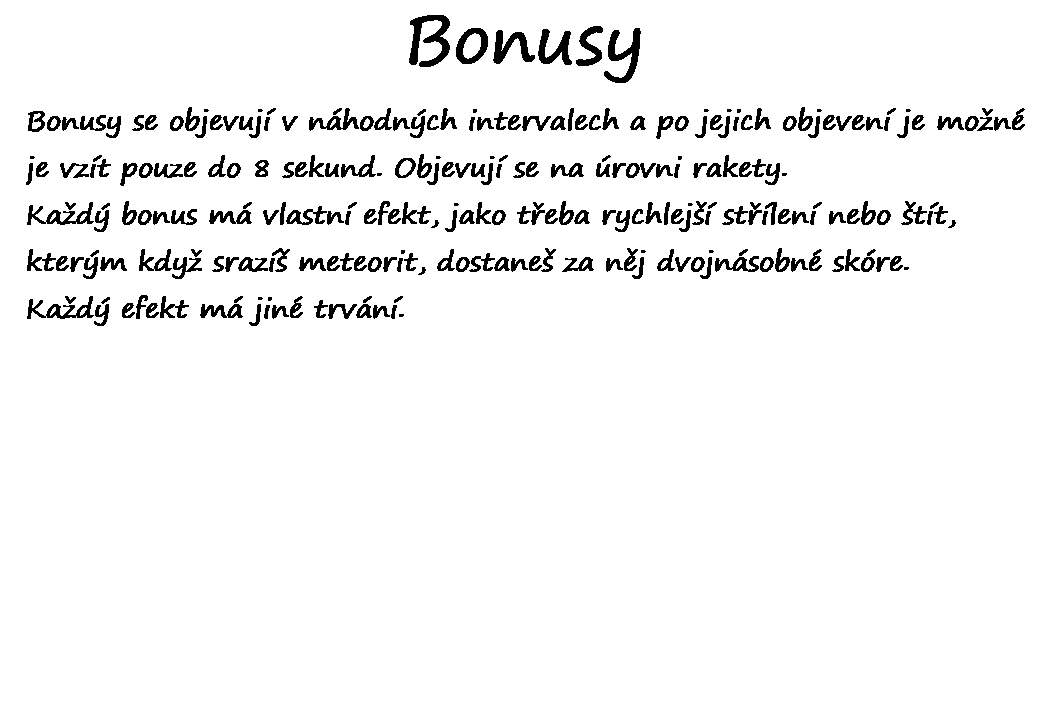 Bonusy
Bonusy se objevují v náhodných intervalech a po jejich objevení je možné
je vzít pouze do 8 sekund. Objevují se na úrovni rakety.
Každý bonus má vlastní efekt, jako třeba rychlejší střílení nebo štít,
kterým když srazíš meteorit, dostaneš za něj dvojnásobné skóre.
Každý efekt má jiné trvání.